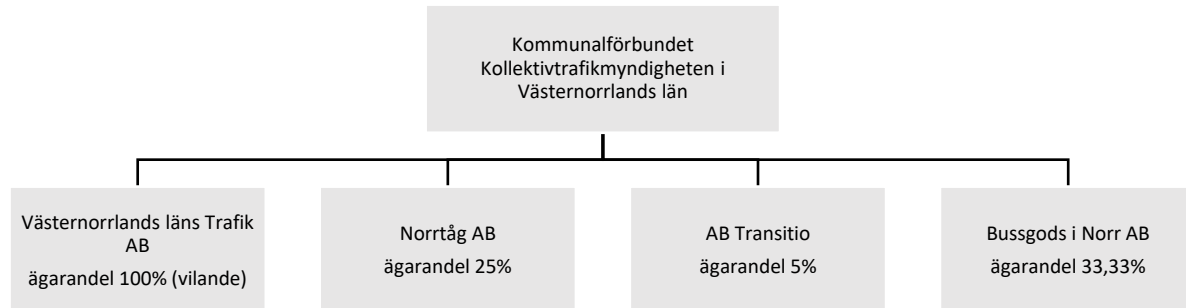 Kommunalförbundet
Kollektivtrafikmyndigheten i
Västernorrlands län
Västernorrlands läns Trafik
AB
ägarandel 100% (vilande)
Norrtåg AB
ägarandel 25%
AB Transitio
ägarandel 5%
Bussgods i Norr AB
ägarandel 33,33%